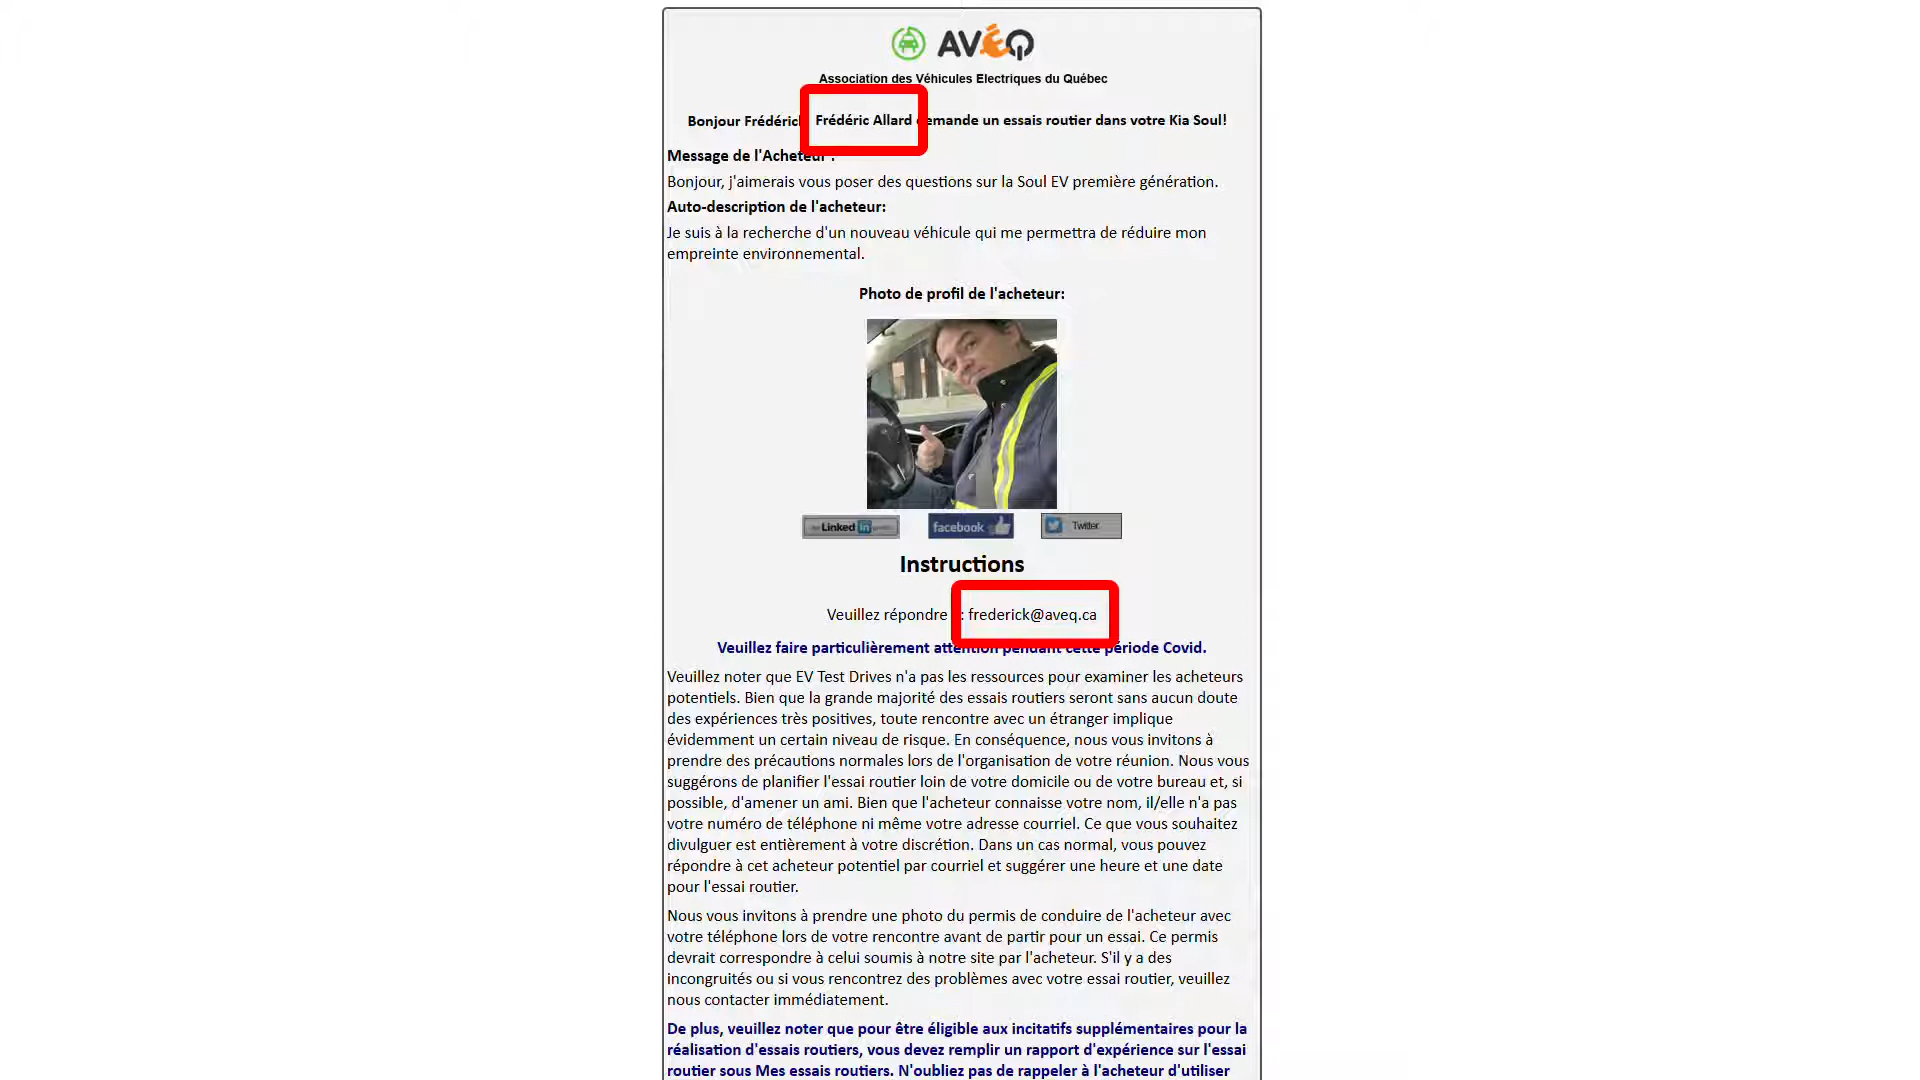 AVÉQ
Association des Véhicules Electriques du Québec
Bonjour Frédéric Frédéric Allard demande un essais routier dans votre Kia Soul!
Message de l'Acheteur :
Bonjour, j'aimerais vous poser des questions sur la Soul EV première génération.
Auto-description de l'acheteur:
Je suis à la recherche d'un nouveau véhicule qui me permettra de réduire mon
empreinte environnemental.
Photo de profil de l'acheteur:
Linked in facebook Twitter
Instructions
Veuillez répondre : frederick@aveq.ca
Veuillez faire particulièrement attention pendant cette période Covid.
Veuillez noter que EV Test Drives n'a pas les ressources pour examiner les acheteurs
potentiels. Bien que la grande majorité des essais routiers seront sans aucun doute
des expériences très positives, toute rencontre avec un étranger implique
évidemment un certain niveau de risque. En conséquence, nous vous invitons à
prendre des précautions normales lors de l'organisation de votre réunion. Nous vous
suggérons de planifier l'essai routier loin de votre domicile ou de votre bureau et, si
possible, d'amener un ami. Bien que l'acheteur connaisse votre nom, il/elle n'a pas
votre numéro de téléphone ni même votre adresse courriel. Ce que vous souhaitez
divulguer est entièrement à votre discrétion. Dans un cas normal, vous pouvez
répondre à cet acheteur potentiel par courriel et suggérer une heure et une date
pour l'essai routier.
Nous vous invitons à prendre une photo du permis de conduire de l'acheteur avec
votre téléphone lors de votre rencontre avant de partir pour un essai. Ce permis
devrait correspondre à celui soumis à notre site par l'acheteur. S'il y a des
incongruités ou si vous rencontrez des problèmes avec votre essai routier, veuillez
nous contacter immédiatement.
De plus, veuillez noter que pour être éligible aux incitatifs supplémentaires pour la
réalisation d'essais routiers, vous devez remplir un rapport d'expérience sur l'essai
routier sous Mes essais routiers. N'oubliez pas de rappeler à l'acheteur d'utiliser